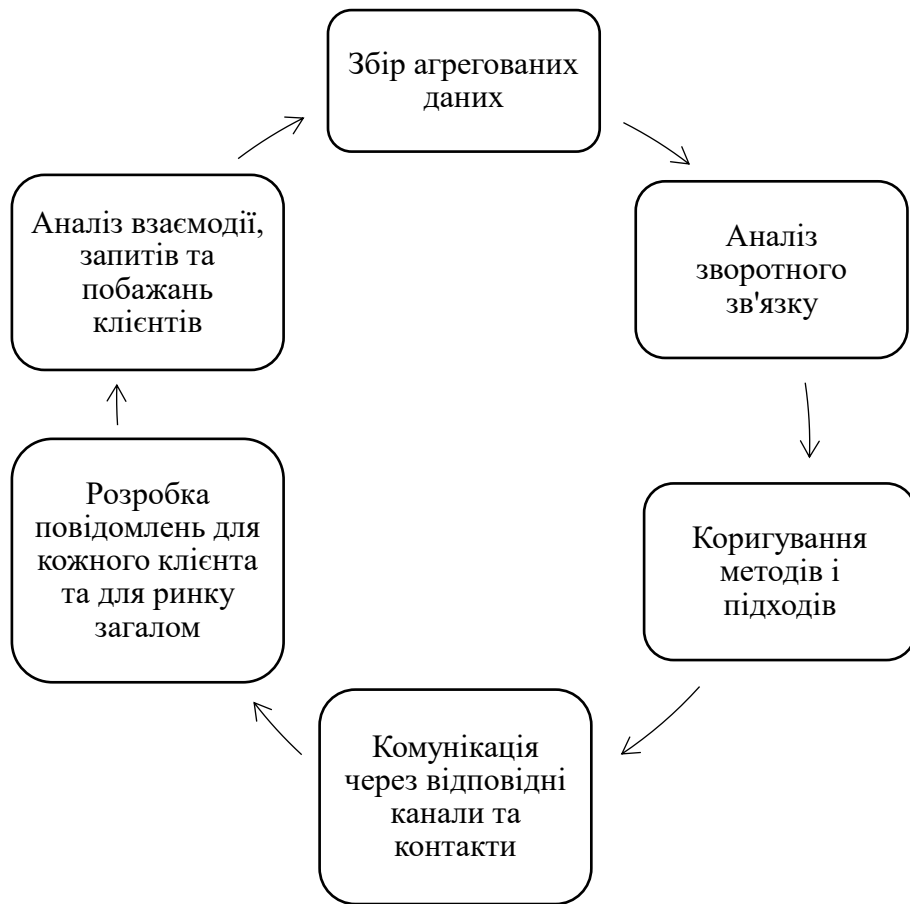 Збір агрегованих
даних
Аналіз
зворотного
зв'язку
Коригування
методів і
підходів
Комунікація
через відповідні
канали та
контакти
Розробка
повідомлень для
кожного клієнта
та для ринку
загалом
Аналіз взаємодії,
запитів та
побажань
клієнтів